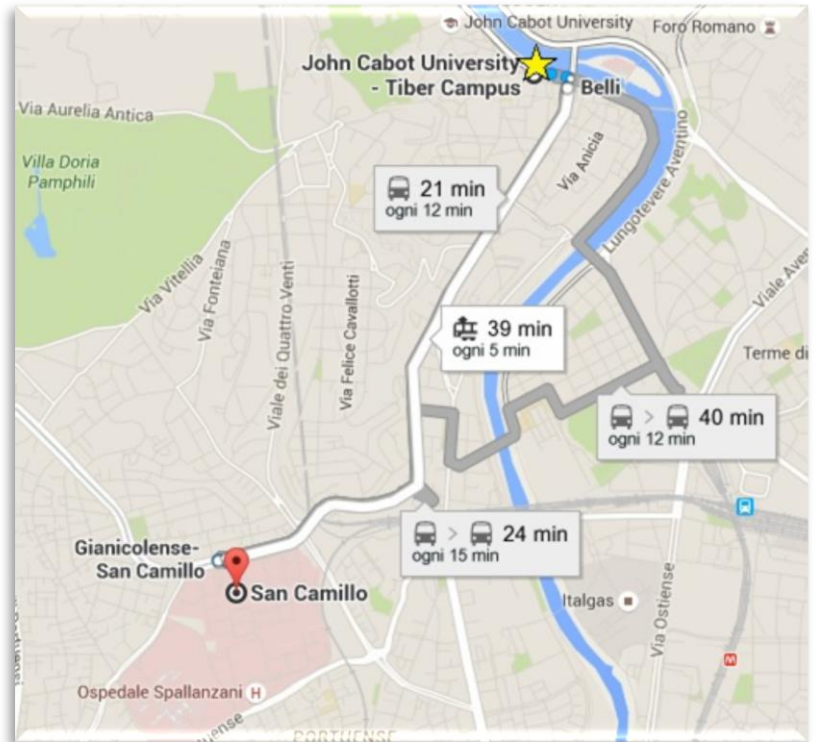 John Cabot University
Foro Romano
John Cabot University
- Tiber Campus
Belli
Via Aurelia Antica
Villa Doria
Pamphili
Via Anicia
Lungotevere Aventino
21 min
ogni 12 min
Via Vitellia
Via Fonteiana
Viale dei Quattro Venti
Via Felice Cavallotti
Viale Aven
39 min
ogni 5 min
Terme di
> 40 min
ogni 12 min
> 24 min
ogni 15 min
Gianicolense-
San Camillo
San Camillo
Italgas
Via Ostiense
M
Ospedale Spallanzani H
PORTUENSE